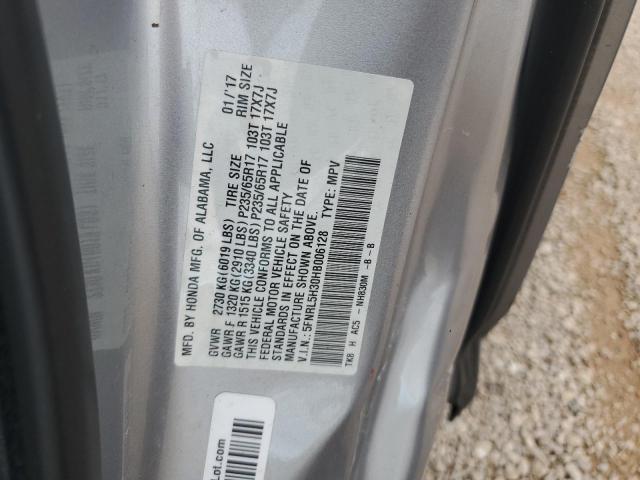 MFD. BY HONDA MFG. OF ALABAMA, LLC 01/'17
GVWR 2730 KG(6019 LBS) TIRE SIZE RIM SIZE
GAWR F 1320 KG(2910 LBS) P235/65R17 103T 17X7J
GAWR R 1515 KG(3340 LBS) P235/65R17 103T 17X7J
THIS VEHICLE CONFORMS TO ALL APPLICABLE
FEDERAL MOTOR VEHICLE SAFETY
STANDARDS IN EFFECT ON THE DATE OF
MANUFACTURE SHOWN ABOVE.
V.I.N.: 5FNRL5H30HB006128 TYPE: MPV
TK8 H AC5 -NH830M -B -B
Lot.com